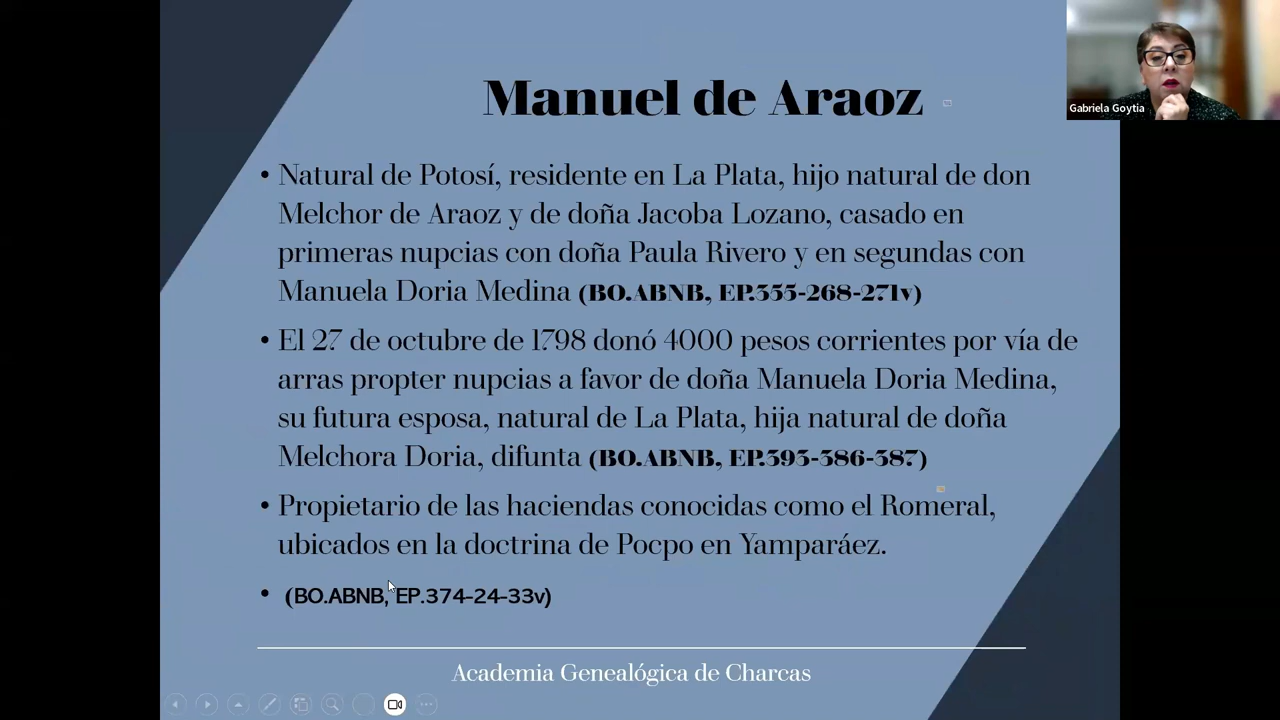 Manuel de Araoz
Gabriela Goytia
• Natural de Potosí, residente en La Plata, hijo natural de don
Melchor de Araoz y de doña Jacoba Lozano, casado en
primeras nupcias con doña Paula Rivero y en segundas con
Manuela Doria Medina (BO.ABNB, EP.355-268-271v)
• El 27 de octubre de 1798 donó 4000 pesos corrientes por vía de
arras propter nupcias a favor de doña Manuela Doria Medina,
su futura esposa, natural de La Plata, hija natural de doña
Melchora Doria, difunta (BO.ABNB, EP.393-386-387)
• Propietario de las haciendas conocidas como el Romeral,
ubicados en la doctrina de Pocpo en Yamparáez.
• (BO.ABNB, EP.374-24-33v)
Academia Genealógica de Charcas